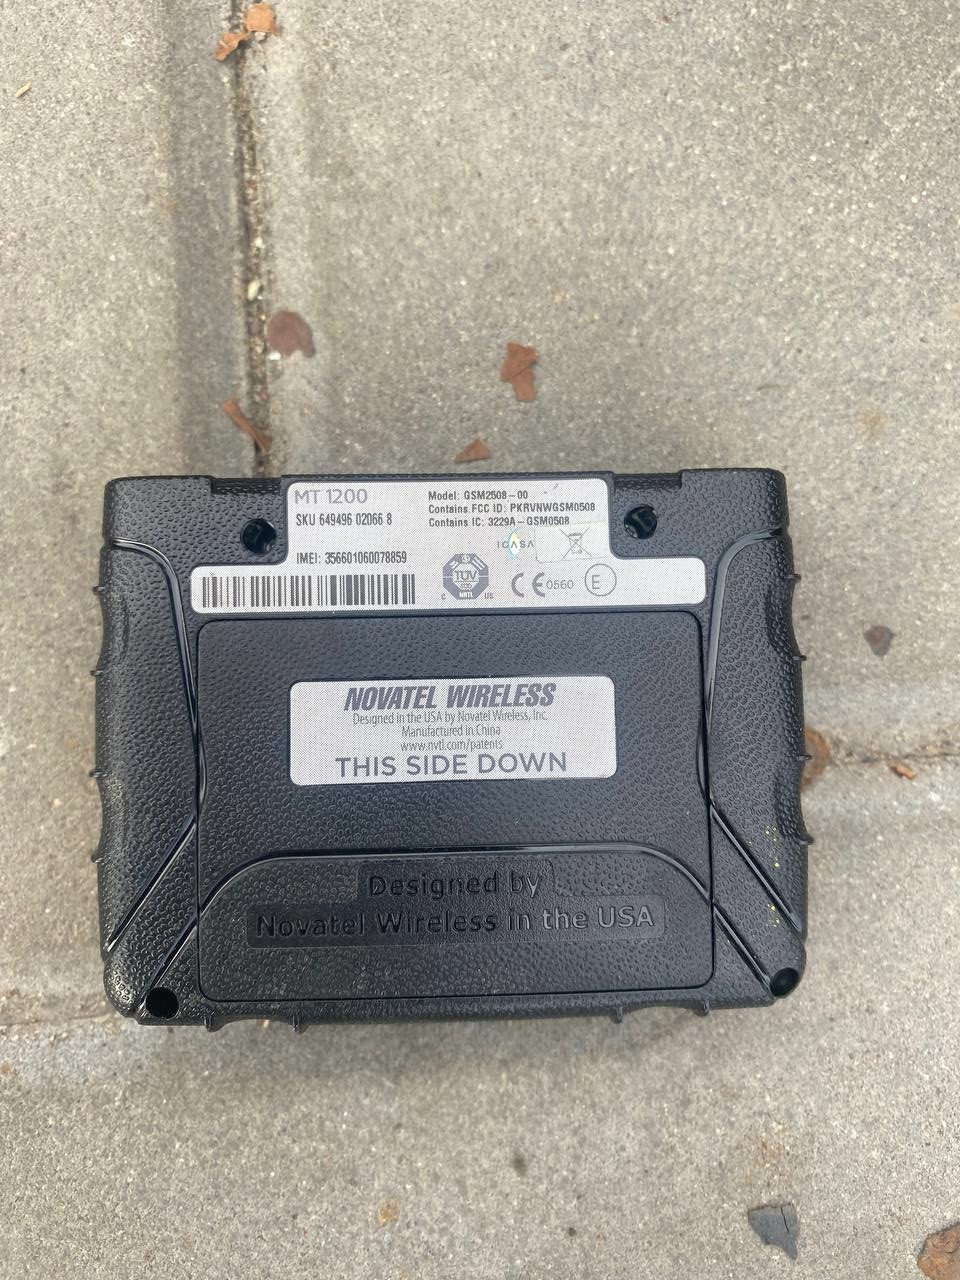 MT 1200
SKU 649496 02066 8
IMEI: 356601060078859
Model: GSM2508-00
Contains FCC ID: PKRVNWGSM0508
Contains IC: 3229A-GSM0508
ICASA
TÜV
NRTL
C US
CE 0560
E
NOVATEL WIRELESS
Designed in the USA by Novatel Wireless, Inc.
Manufactured in China
www.nvtl.com/patents
THIS SIDE DOWN
Designed by
Novatel Wireless in the USA